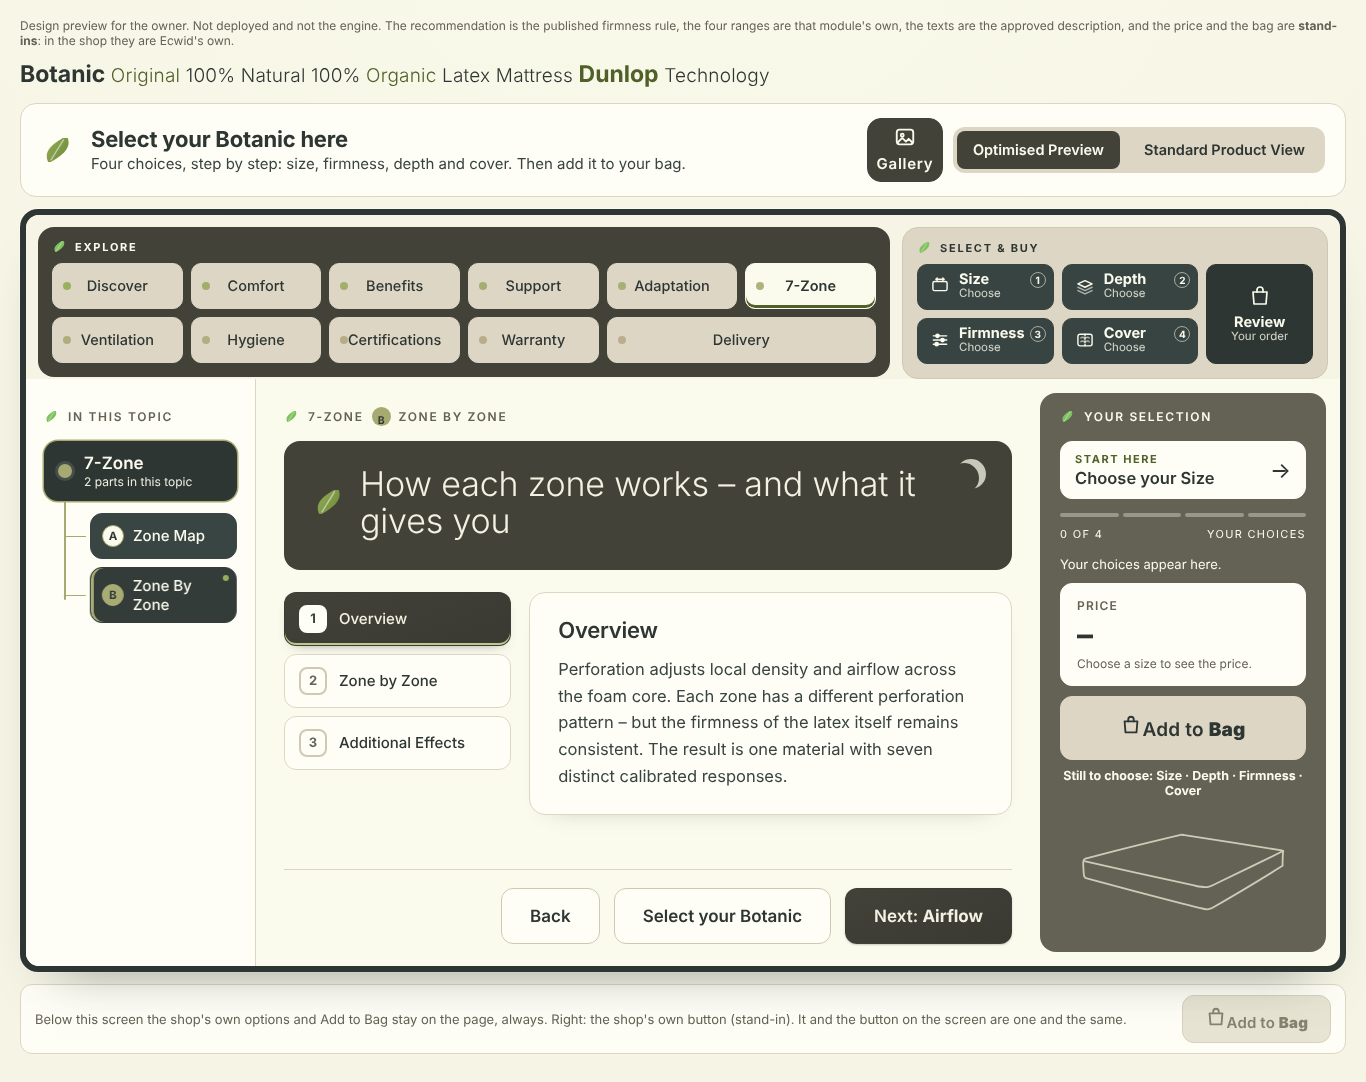 Design preview for the owner. Not deployed and not the engine. The recommendation is the published firmness rule, the four ranges are that module's own, the texts are the approved description, and the price and the bag are stand-
ins: in the shop they are Ecwid's own.
Botanic Original 100% Natural 100% Organic Latex Mattress Dunlop Technology
Select your Botanic here
Four choices, step by step: size, firmness, depth and cover. Then add it to your bag.
Gallery
Optimised Preview
Standard Product View
EXPLORE
Discover
Comfort
Benefits
Support
Adaptation
7-Zone
Ventilation
Hygiene
Certifications
Warranty
Delivery
SELECT & BUY
Size
Choose
1
Depth
Choose
2
Firmness
Choose
3
Cover
Choose
4
Review
Your order
IN THIS TOPIC
7-Zone
2 parts in this topic
A Zone Map
B Zone By
Zone
7-ZONE B ZONE BY ZONE
How each zone works – and what it
gives you
1 Overview
2 Zone by Zone
3 Additional Effects
Overview
Perforation adjusts local density and airflow across
the foam core. Each zone has a different perforation
pattern – but the firmness of the latex itself remains
consistent. The result is one material with seven
distinct calibrated responses.
Back
Select your Botanic
Next: Airflow
YOUR SELECTION
START HERE
Choose your Size
0 OF 4
YOUR CHOICES
Your choices appear here.
PRICE
–
Choose a size to see the price.
Add to Bag
Still to choose: Size · Depth · Firmness ·
Cover
Below this screen the shop's own options and Add to Bag stay on the page, always. Right: the shop's own button (stand-in). It and the button on the screen are one and the same.
Add to Bag